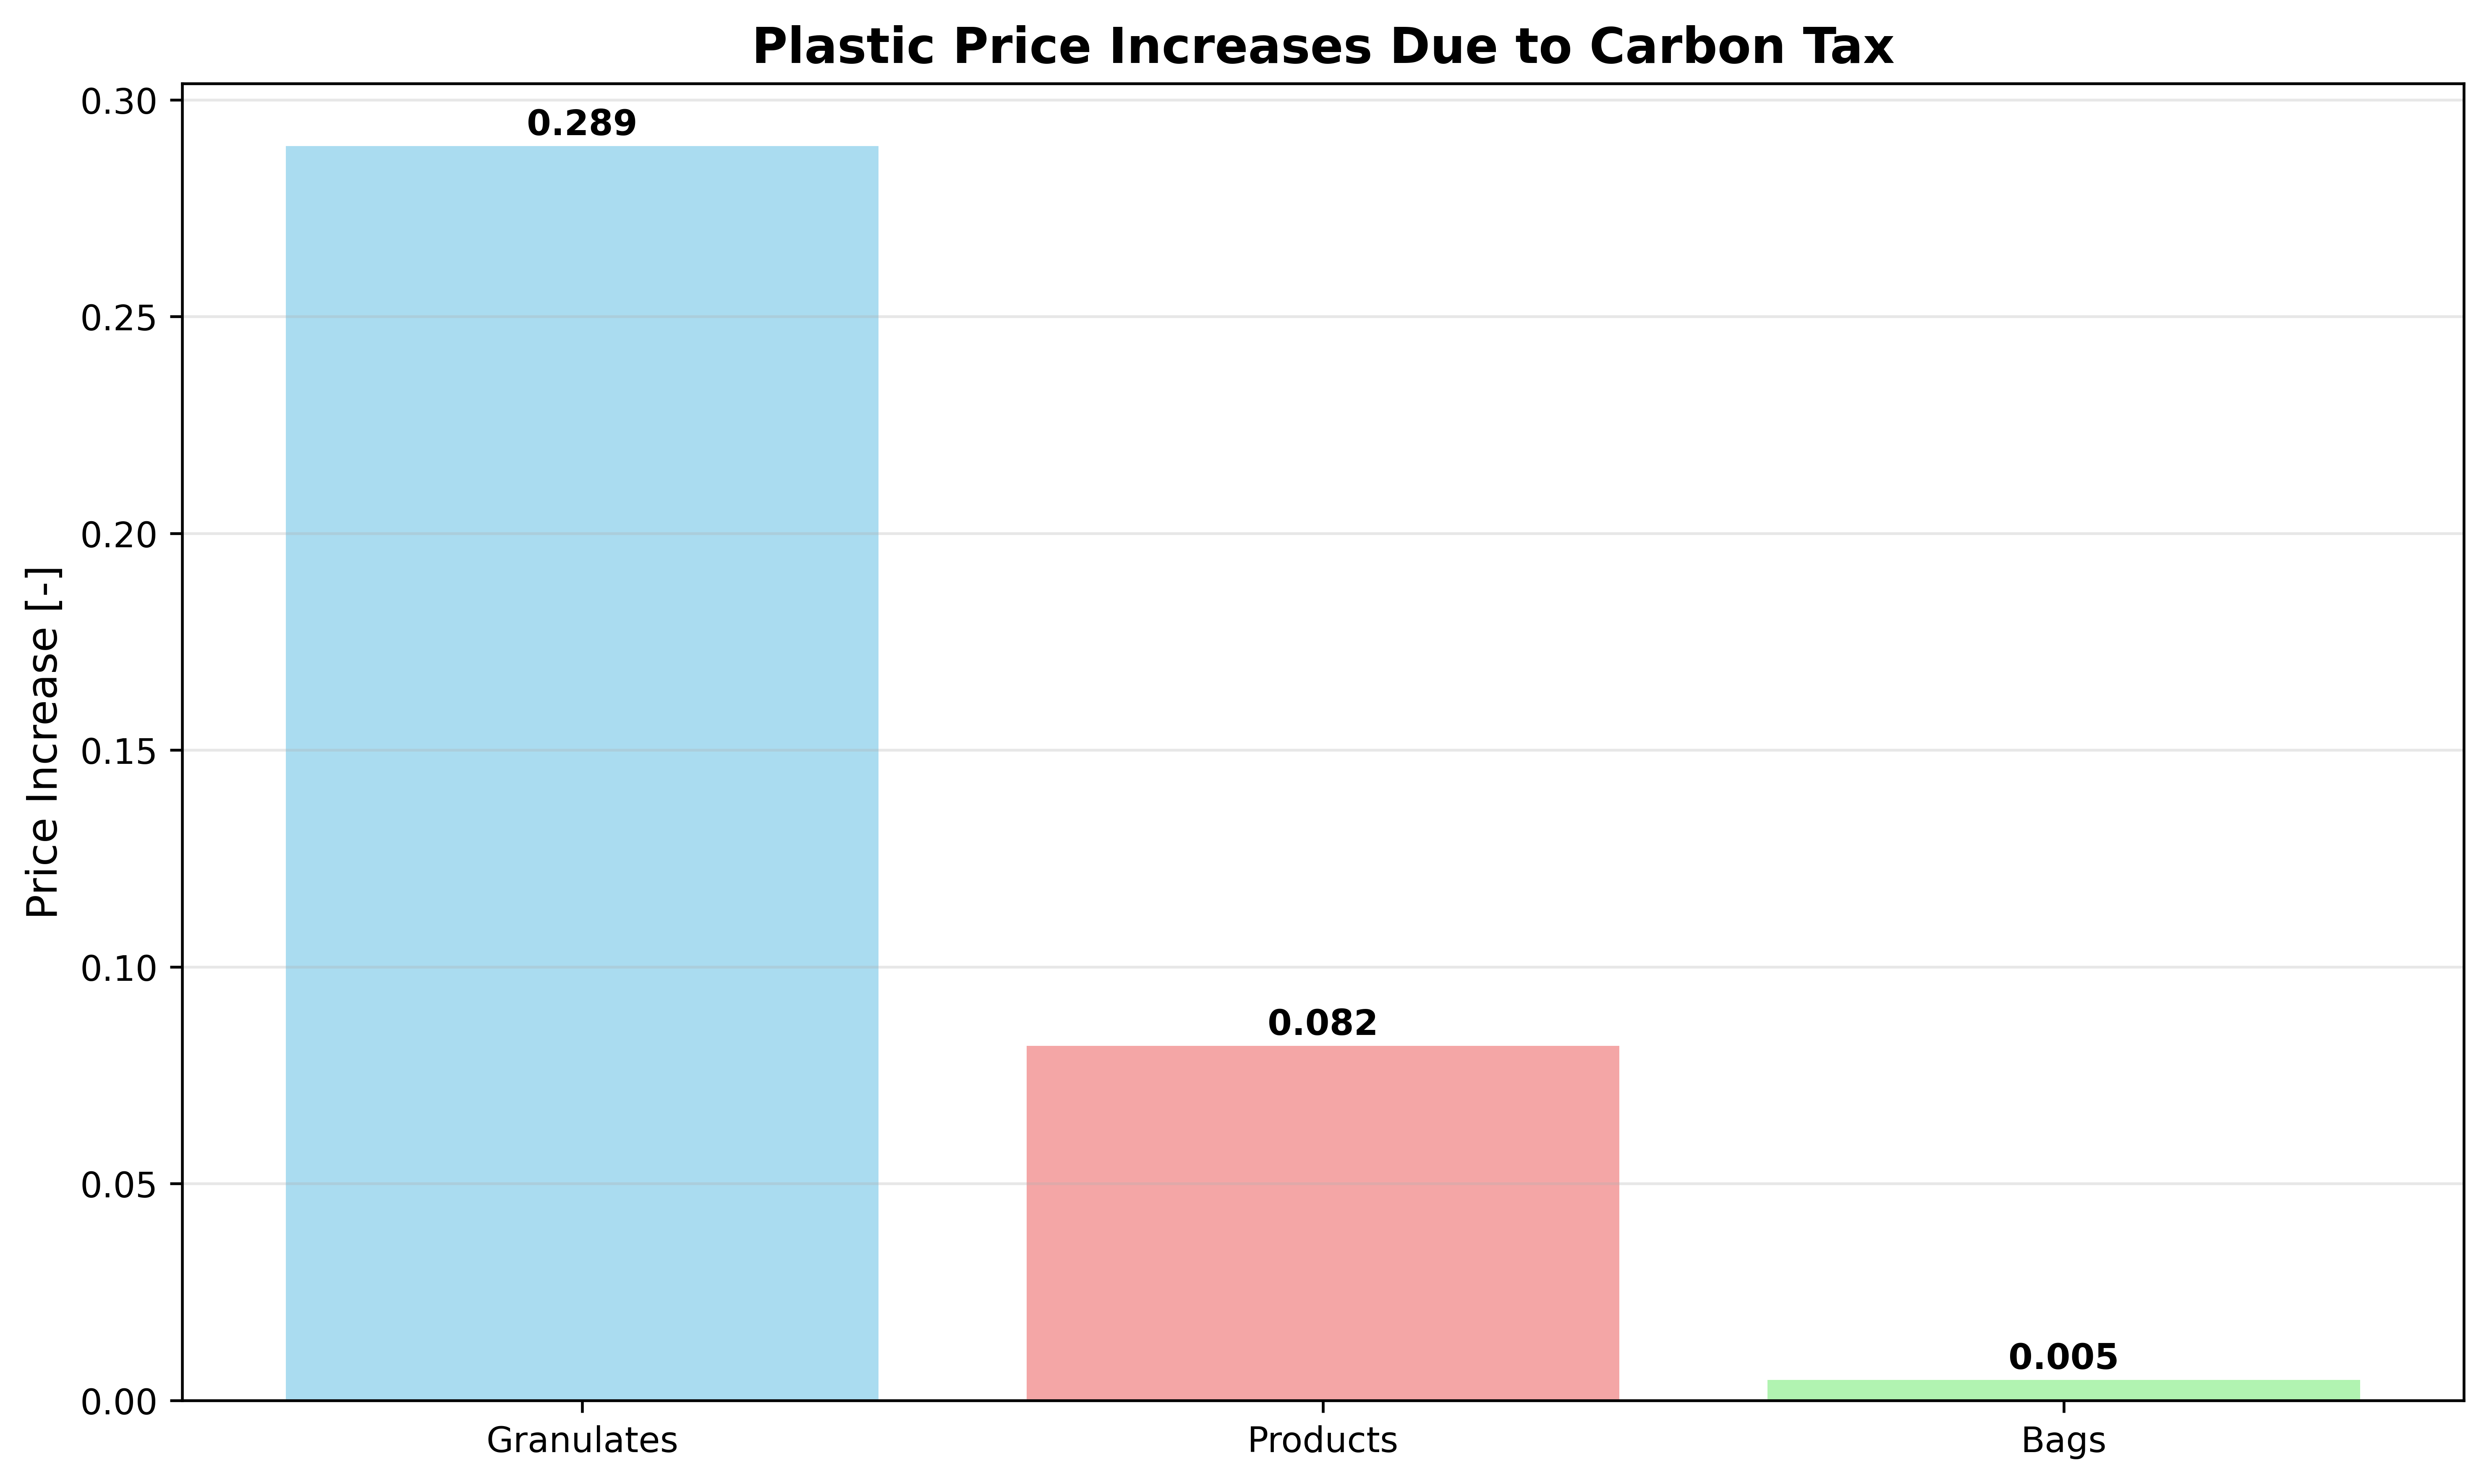 Plastic Price Increases Due to Carbon Tax
Price Increase [-]
0.30
0.25
0.20
0.15
0.10
0.05
0.00
0.289
0.082
0.005
Granulates
Products
Bags